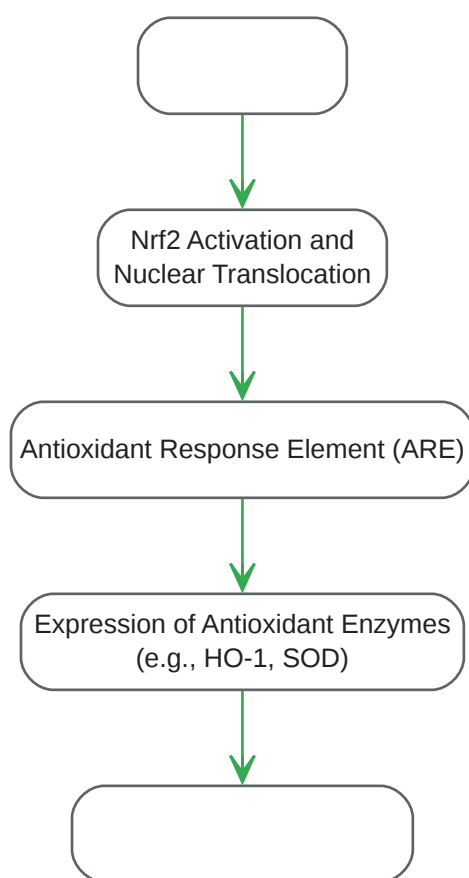 Nrf2 Activation and
Nuclear Translocation
Antioxidant Response Element (ARE)
Expression of Antioxidant Enzymes
(e.g., HO-1, SOD)